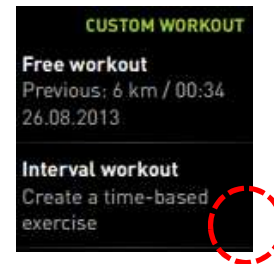 CUSTOM WORKOUT
Free workout
Previous: 6 km / 00:34
26.08.2013
Interval workout
Create a time-based
exercise